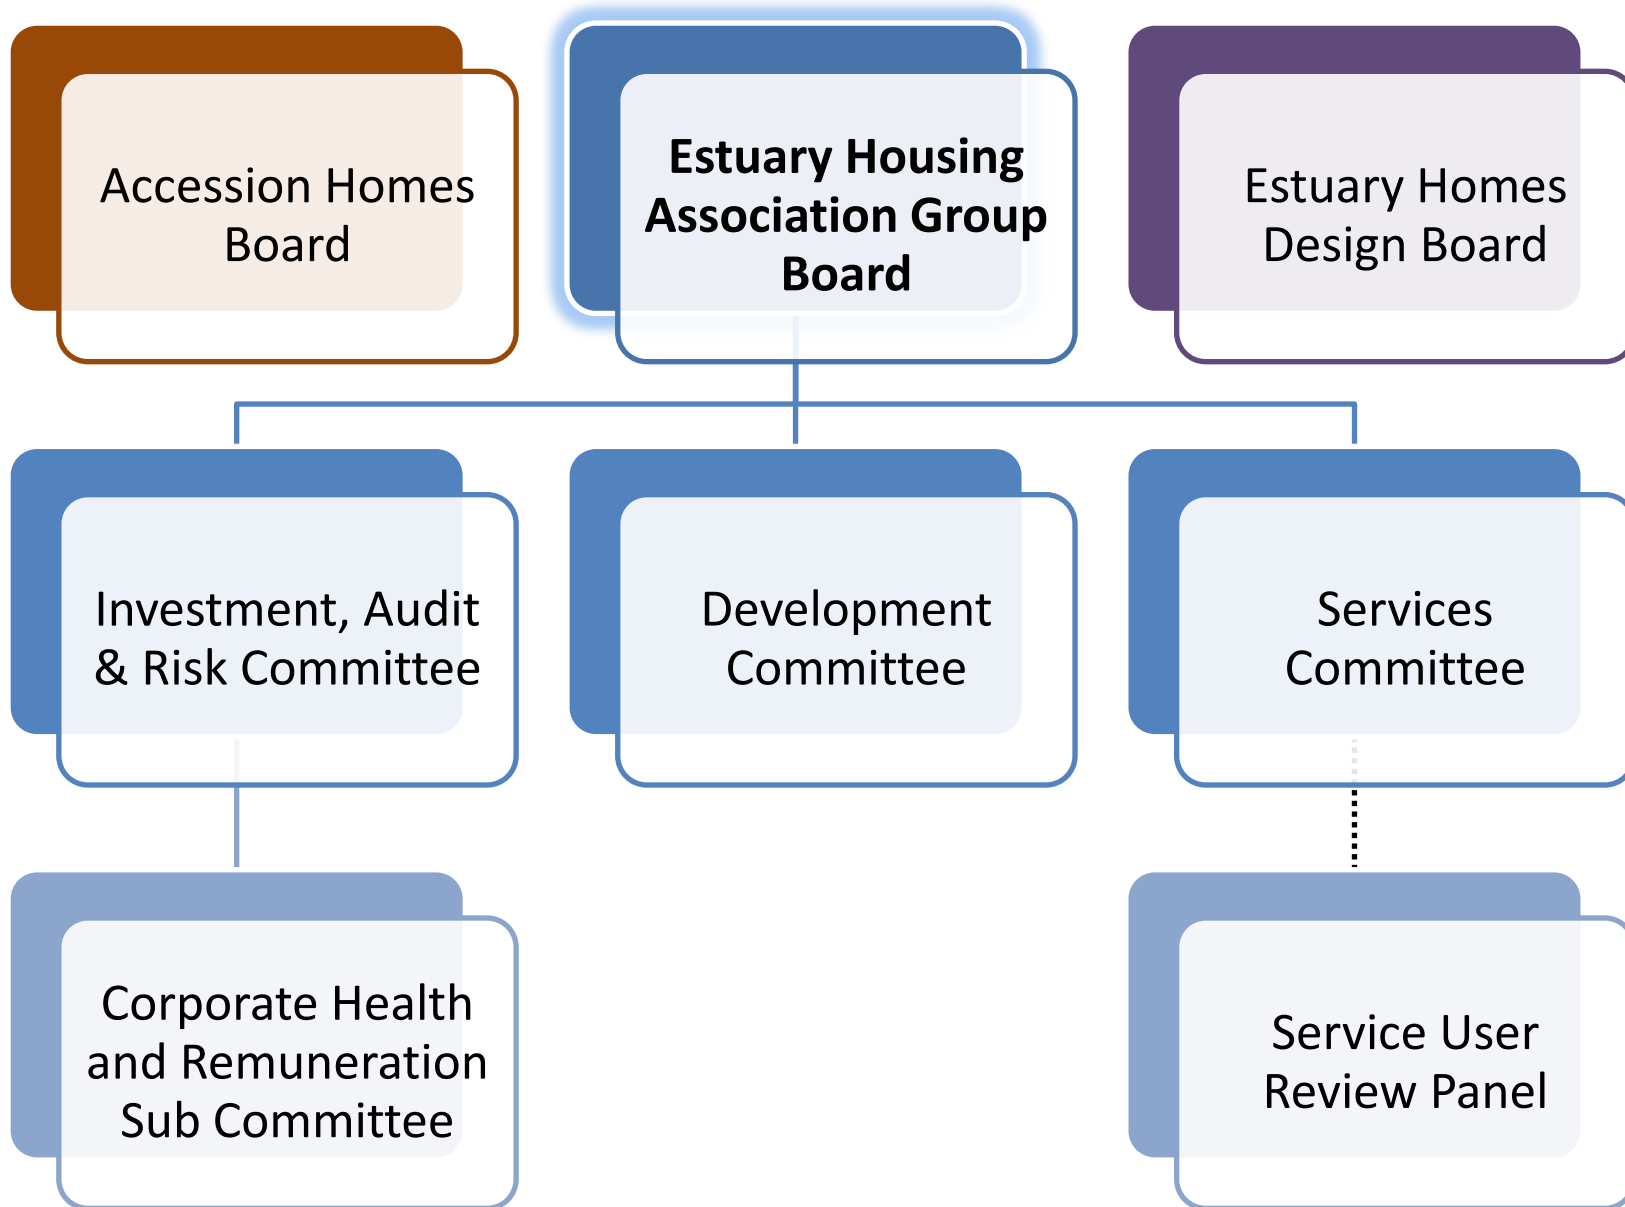 Accession Homes
Board
Estuary Housing
Association Group
Board
Estuary Homes
Design Board
Investment, Audit
& Risk Committee
Development
Committee
Services
Committee
Corporate Health
and Remuneration
Sub Committee
Service User
Review Panel